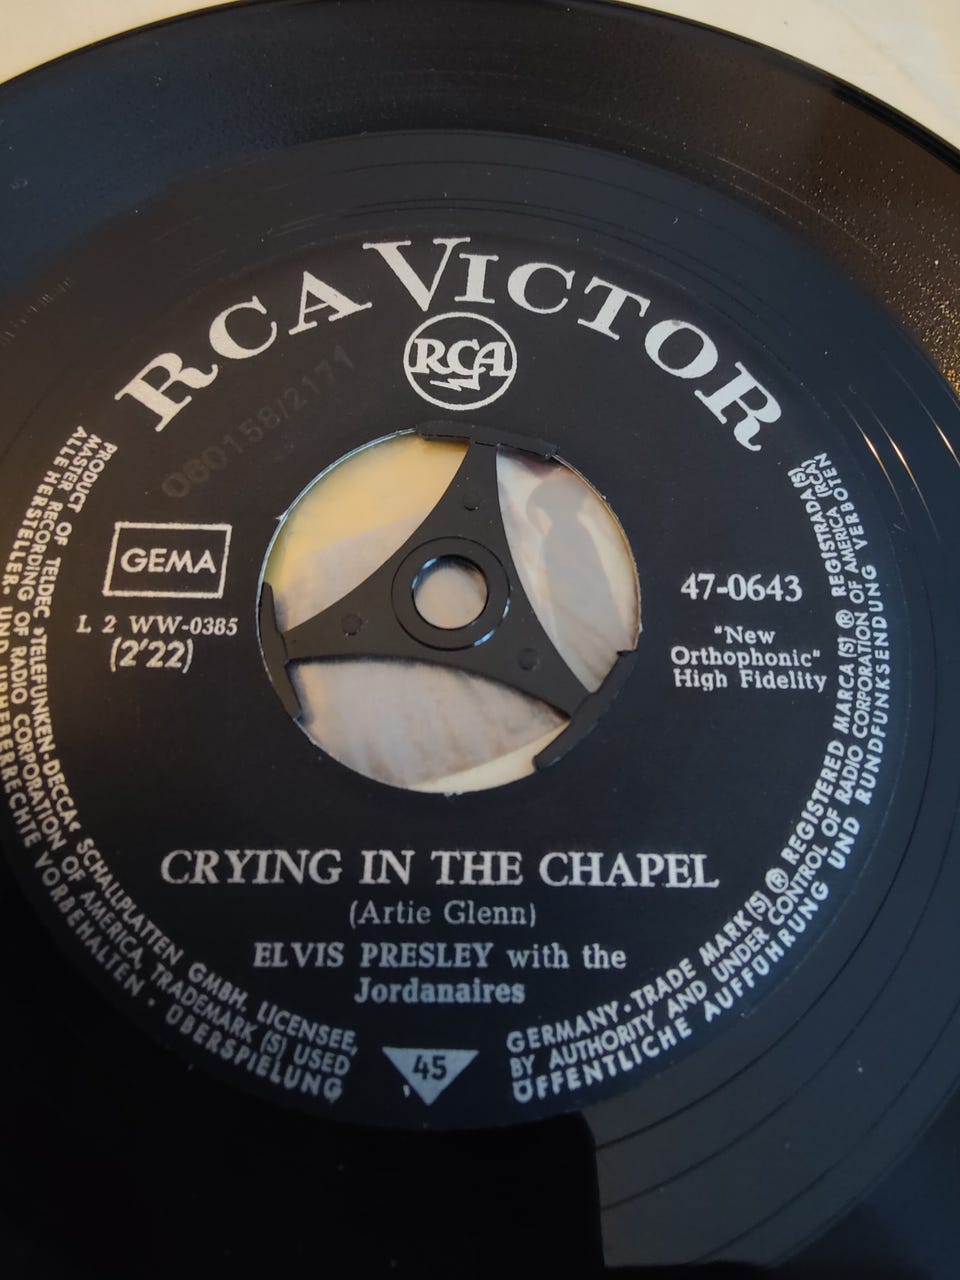 RCA VICTOR
RCA
060158/2171
GEMA
L 2 WW-0385
(2'22)
47-0643
"New
Orthophonic"
High Fidelity
CRYING IN THE CHAPEL
(Artie Glenn)
ELVIS PRESLEY with the
Jordanaires
45
PRODUCT OF TELDEC »TELEFUNKEN-DECCA« SCHALLPLATTEN GMBH. LICENSEE,
MASTER RECORDING OF RADIO CORPORATION OF AMERICA, TRADEMARK (S) USED
ALLE HERSTELLER- UND URHEBERRECHTE VORBEHALTEN · ÜBERSPIELUNG
GERMANY · TRADE MARK(S) ® REGISTERED MARCA(S) ® REGISTRADA(S)
BY AUTHORITY AND UNDER CONTROL OF RADIO CORPORATION OF AMERICA (RCA)
ÖFFENTLICHE AUFFÜHRUNG UND RUNDFUNKSENDUNG VERBOTEN